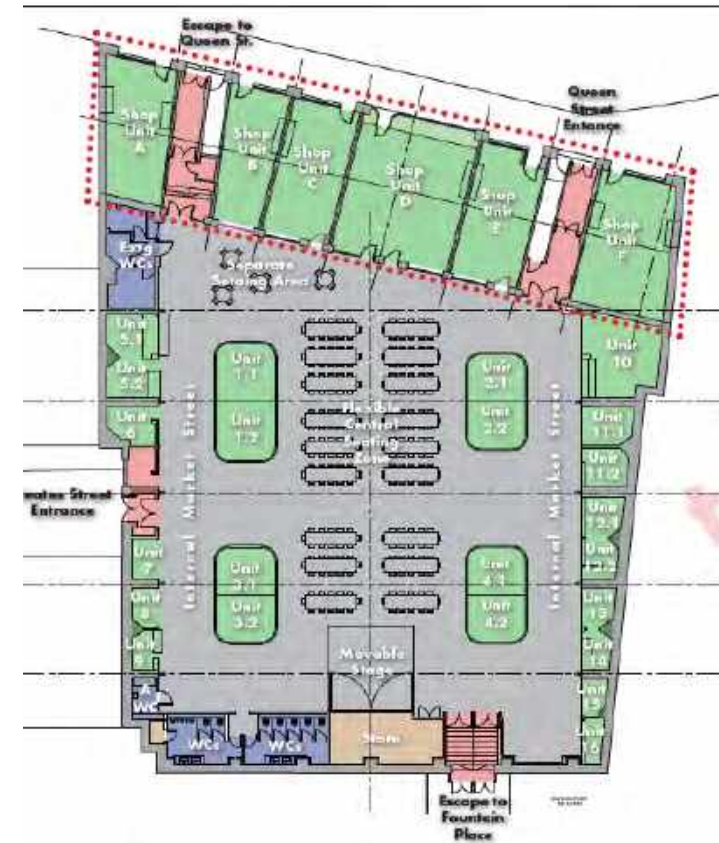 Escape to
Queen St.
Queen
Street
Entrance
Shop
Unit
A
Shop
Unit
B
Shop
Unit
C
Shop
Unit
D
Shop
Unit
E
Shop
Unit
F
Extg
WCs
Separate
Seating Area
Unit
5.1
Unit
5.2
Unit
6
Unit
1.1
Unit
1.2
Unit
2.1
Unit
2.2
Unit
10
Unit
11.1
Unit
11.2
Flexible
Central
Seating
Zone
Internal Market Street
Internal Market Street
Street
Entrance
Unit
12.1
Unit
12.2
Unit
7
Unit
8
Unit
9
Unit
3.1
Unit
3.2
Unit
4.1
Unit
4.2
Unit
13
Unit
14
Unit
15
Unit
16
Movable
Stage
A
WC
WCs
WCs
Store
Escape to
Fountain
Place